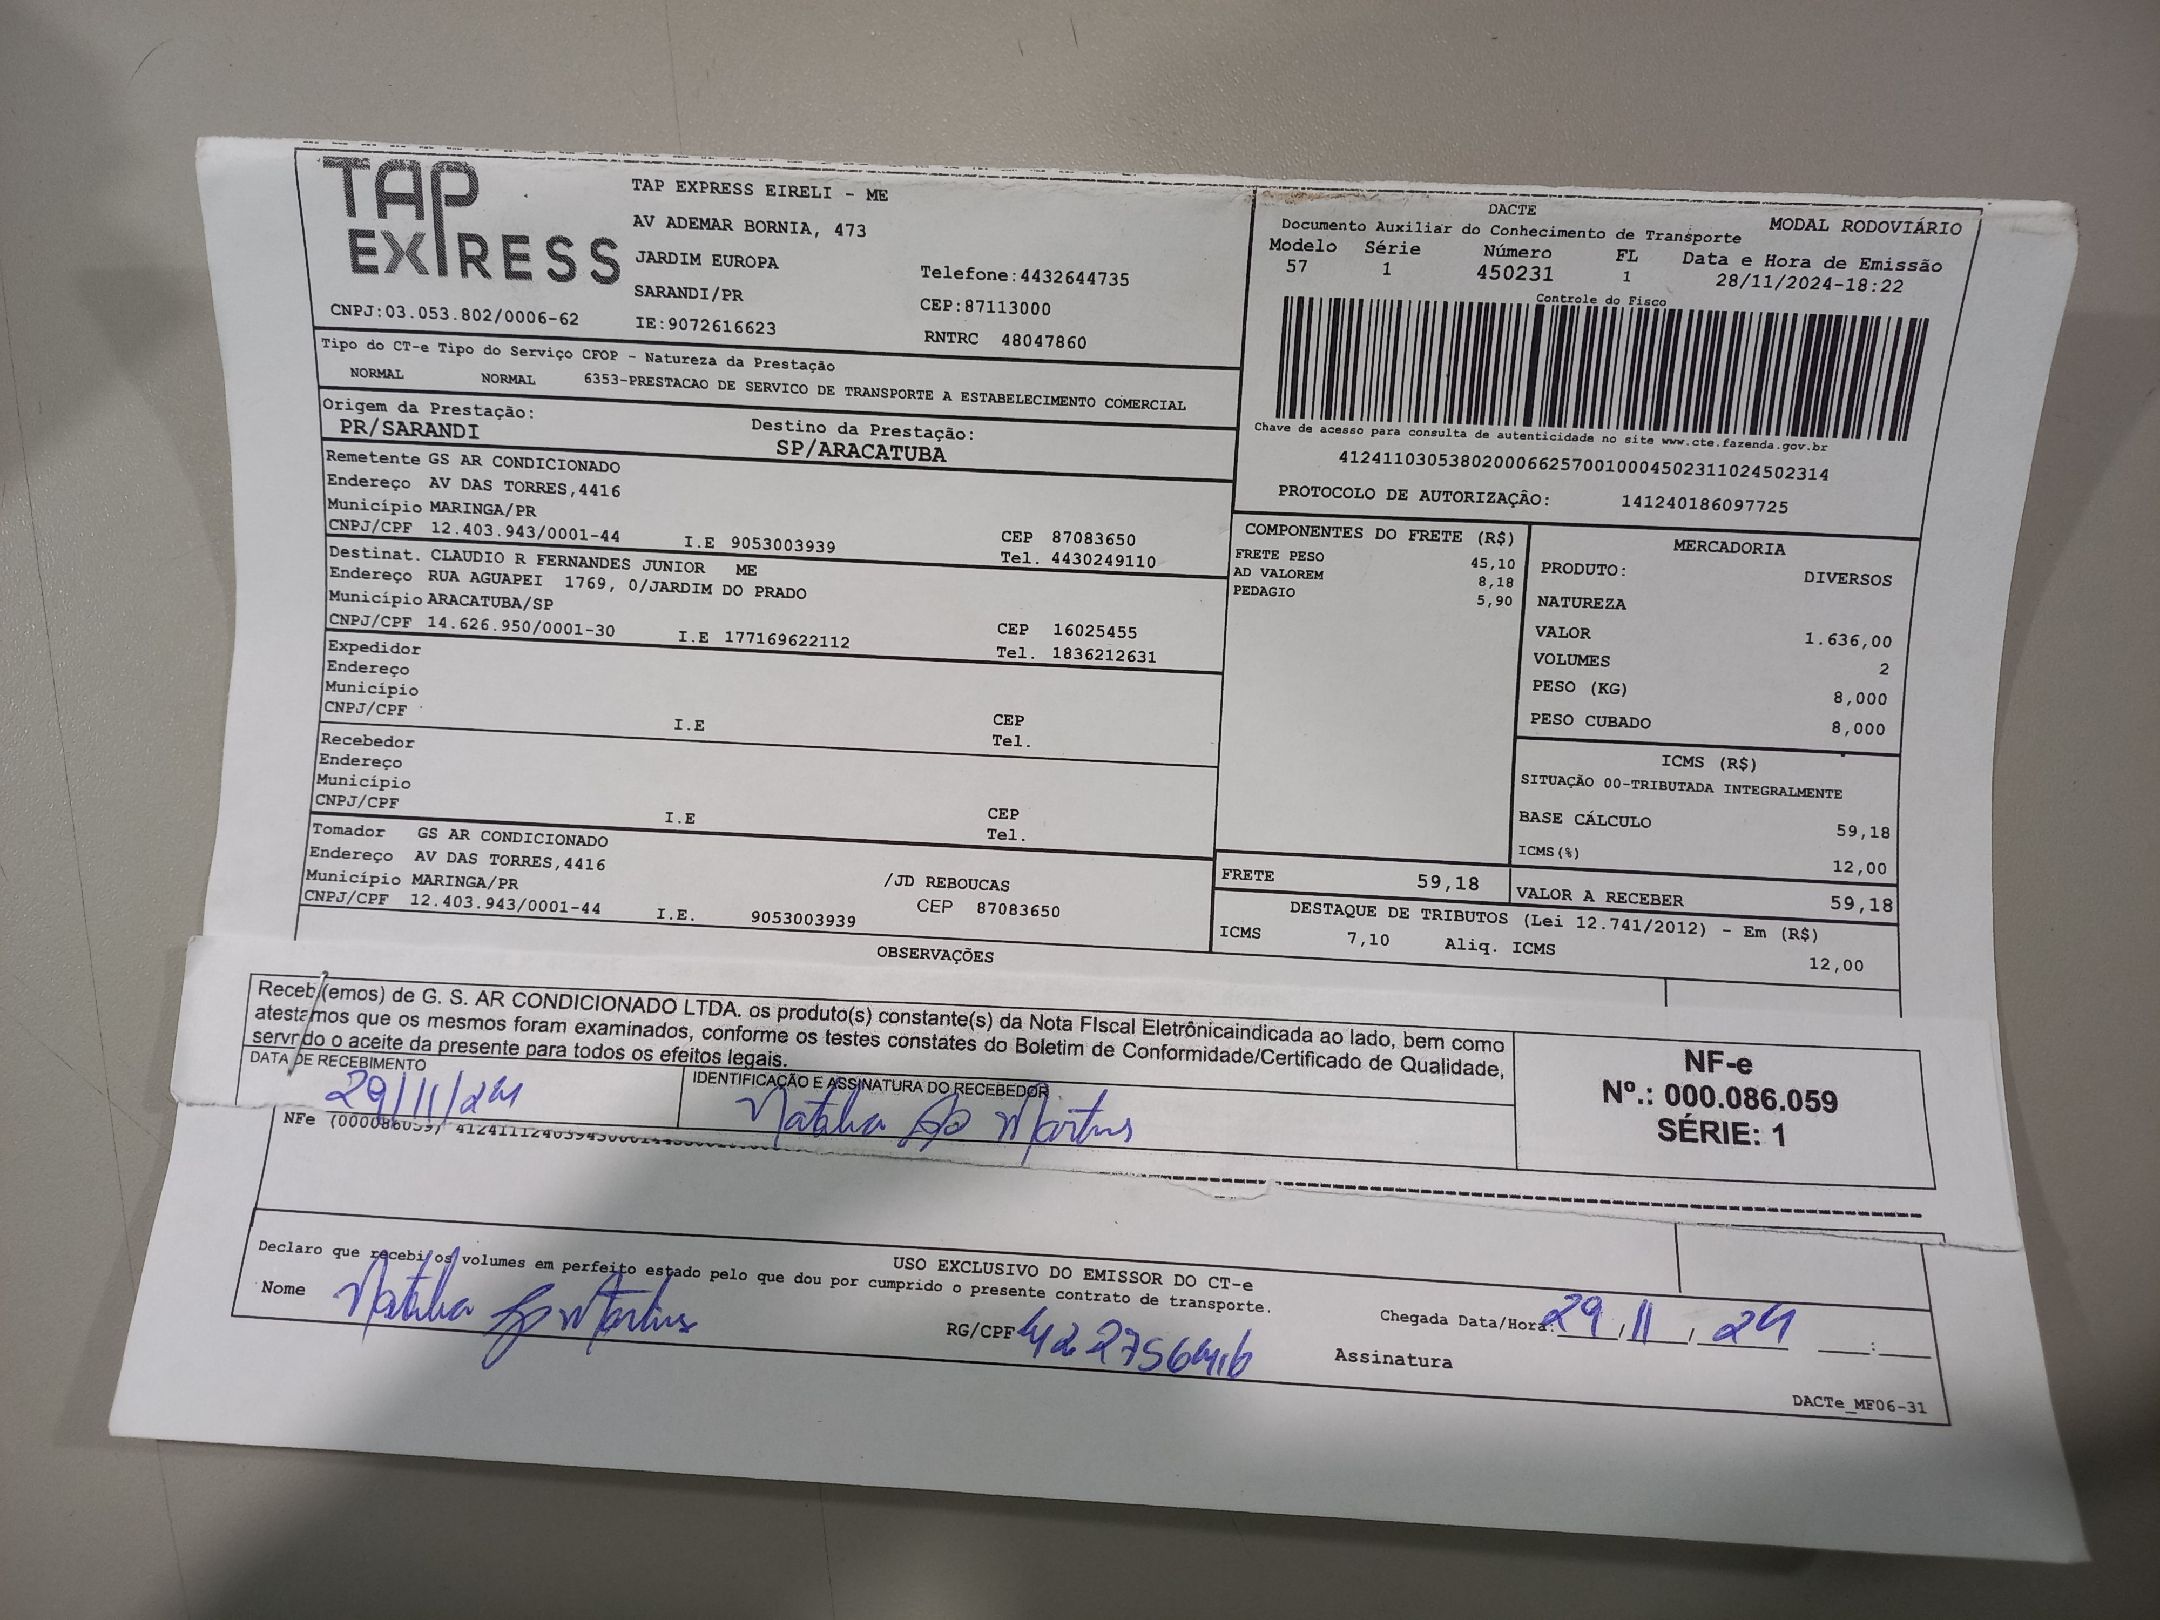 TAP EXPRESS
TAP EXPRESS EIRELI - ME
AV ADEMAR BORNIA, 473
JARDIM EUROPA
SARANDI/PR
IE:9072616623
Telefone:4432644735
CEP:87113000
RNTRC 48047860
CNPJ:03.053.802/0006-62
DACTE
Documento Auxiliar do Conhecimento de Transporte
MODAL RODOVIÁRIO
Modelo Série Número FL Data e Hora de Emissão
57 1 450231 1 28/11/2024-18:22
Controle do Fisco
Chave de acesso para consulta de autenticidade no site www.cte.fazenda.gov.br
41241103053802000662570010004502311024502314
PROTOCOLO DE AUTORIZAÇÃO: 141240186097725
Tipo do CT-e Tipo do Serviço CFOP - Natureza da Prestação
NORMAL NORMAL 6353-PRESTACAO DE SERVICO DE TRANSPORTE A ESTABELECIMENTO COMERCIAL
Origem da Prestação: Destino da Prestação:
PR/SARANDI SP/ARACATUBA
Remetente GS AR CONDICIONADO
Endereço AV DAS TORRES,4416
Município MARINGA/PR CEP 87083650
CNPJ/CPF 12.403.943/0001-44 I.E 9053003939 Tel. 4430249110
Destinat. CLAUDIO R FERNANDES JUNIOR ME
Endereço RUA AGUAPEI 1769, 0/JARDIM DO PRADO
Município ARACATUBA/SP CEP 16025455
CNPJ/CPF 14.626.950/0001-30 I.E 177169622112 Tel. 1836212631
Expedidor
Endereço
Município CEP
CNPJ/CPF I.E Tel.
Recebedor
Endereço
Município CEP
CNPJ/CPF I.E Tel.
Tomador GS AR CONDICIONADO
Endereço AV DAS TORRES,4416 /JD REBOUCAS
Município MARINGA/PR CEP 87083650
CNPJ/CPF 12.403.943/0001-44 I.E. 9053003939
COMPONENTES DO FRETE (R$)
FRETE PESO 45,10
AD VALOREM 8,18
PEDAGIO 5,90
MERCADORIA
PRODUTO: DIVERSOS
NATUREZA
VALOR 1.636,00
VOLUMES 2
PESO (KG) 8,000
PESO CUBADO 8,000
ICMS (R$)
SITUAÇÃO 00-TRIBUTADA INTEGRALMENTE
BASE CÁLCULO 59,18
ICMS(%) 12,00
FRETE 59,18 VALOR A RECEBER 59,18
DESTAQUE DE TRIBUTOS (Lei 12.741/2012) - Em (R$)
ICMS 7,10 Aliq. ICMS 12,00
OBSERVAÇÕES
Receb/(emos) de G. S. AR CONDICIONADO LTDA. os produto(s) constante(s) da Nota FIscal Eletrônicaindicada ao lado, bem como
atestamos que os mesmos foram examinados, conforme os testes constates do Boletim de Conformidade/Certificado de Qualidade,
servindo o aceite da presente para todos os efeitos legais.
DATA DE RECEBIMENTO IDENTIFICAÇÃO E ASSINATURA DO RECEBEDOR
29/11/24 Natalia Martins
NF-e
Nº.: 000.086.059
SÉRIE: 1
NFe (000086059)
USO EXCLUSIVO DO EMISSOR DO CT-e
Declaro que recebi os volumes em perfeito estado pelo que dou por cumprido o presente contrato de transporte.
Nome Natalia Martins RG/CPF Chegada Data/Hora: 29/11/24 :
Assinatura
DACTe_MF06-31